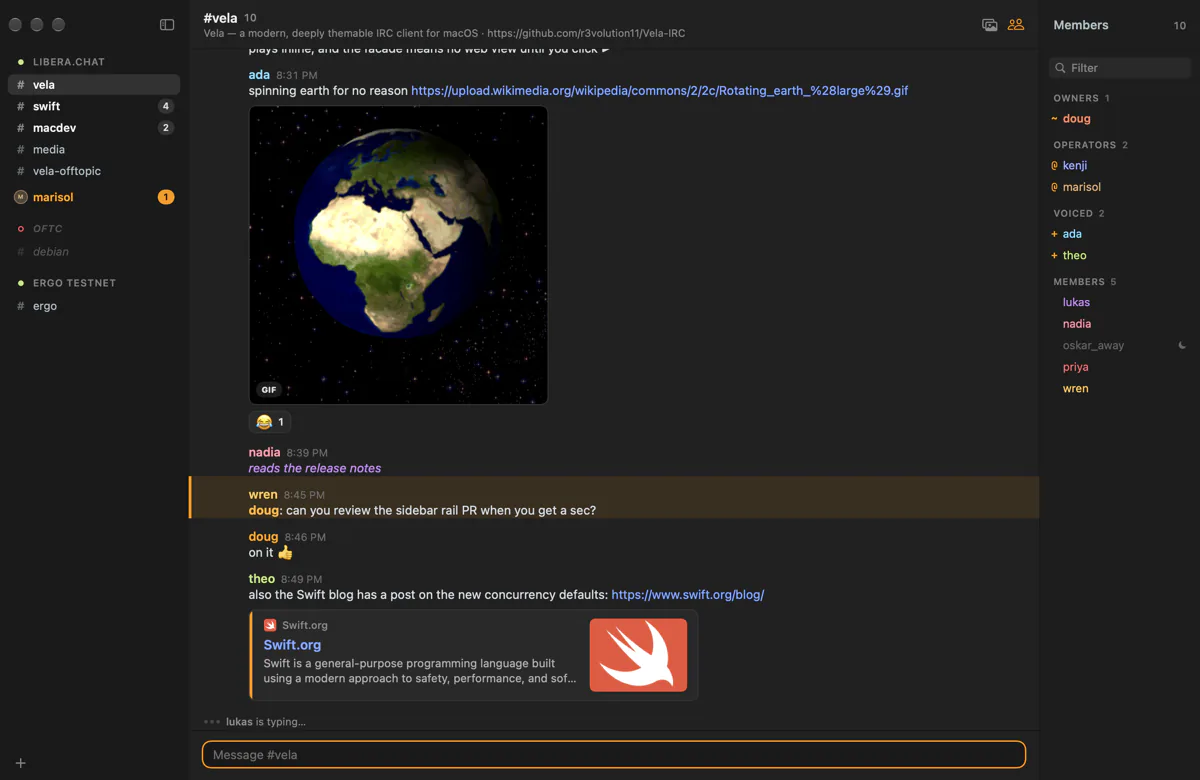 LIBERA.CHAT
# vela
# swift 4
# macdev 2
# media
# vela-offtopic
M marisol 1
OFTC
# debian
ERGO TESTNET
# ergo
+
#vela 10
Vela — a modern, deeply themable IRC client for macOS · https://github.com/r3volution11/Vela-IRC
plays inline, and the facade means no web view until you click ►
ada 8:31 PM
spinning earth for no reason https://upload.wikimedia.org/wikipedia/commons/2/2c/Rotating_earth_%28large%29.gif
GIF
😂 1
nadia 8:39 PM
reads the release notes
wren 8:45 PM
doug: can you review the sidebar rail PR when you get a sec?
doug 8:46 PM
on it 👍
theo 8:49 PM
also the Swift blog has a post on the new concurrency defaults: https://www.swift.org/blog/
Swift.org
Swift.org
Swift is a general-purpose programming language built
using a modern approach to safety, performance, and sof...
lukas is typing...
Message #vela
Members 10
Filter
OWNERS 1
~ doug
OPERATORS 2
@ kenji
@ marisol
VOICED 2
+ ada
+ theo
MEMBERS 5
lukas
nadia
oskar_away
priya
wren